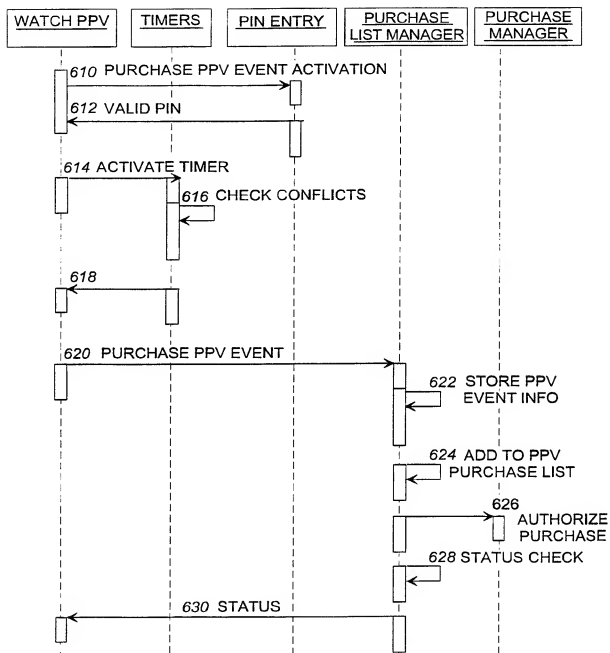 WATCH PPV
TIMERS
PIN ENTRY
PURCHASE
LIST MANAGER
PURCHASE
MANAGER
610 PURCHASE PPV EVENT ACTIVATION
612 VALID PIN
614 ACTIVATE TIMER
616 CHECK CONFLICTS
618
620 PURCHASE PPV EVENT
622 STORE PPV
EVENT INFO
624 ADD TO PPV
PURCHASE LIST
626
AUTHORIZE
PURCHASE
628 STATUS CHECK
630 STATUS